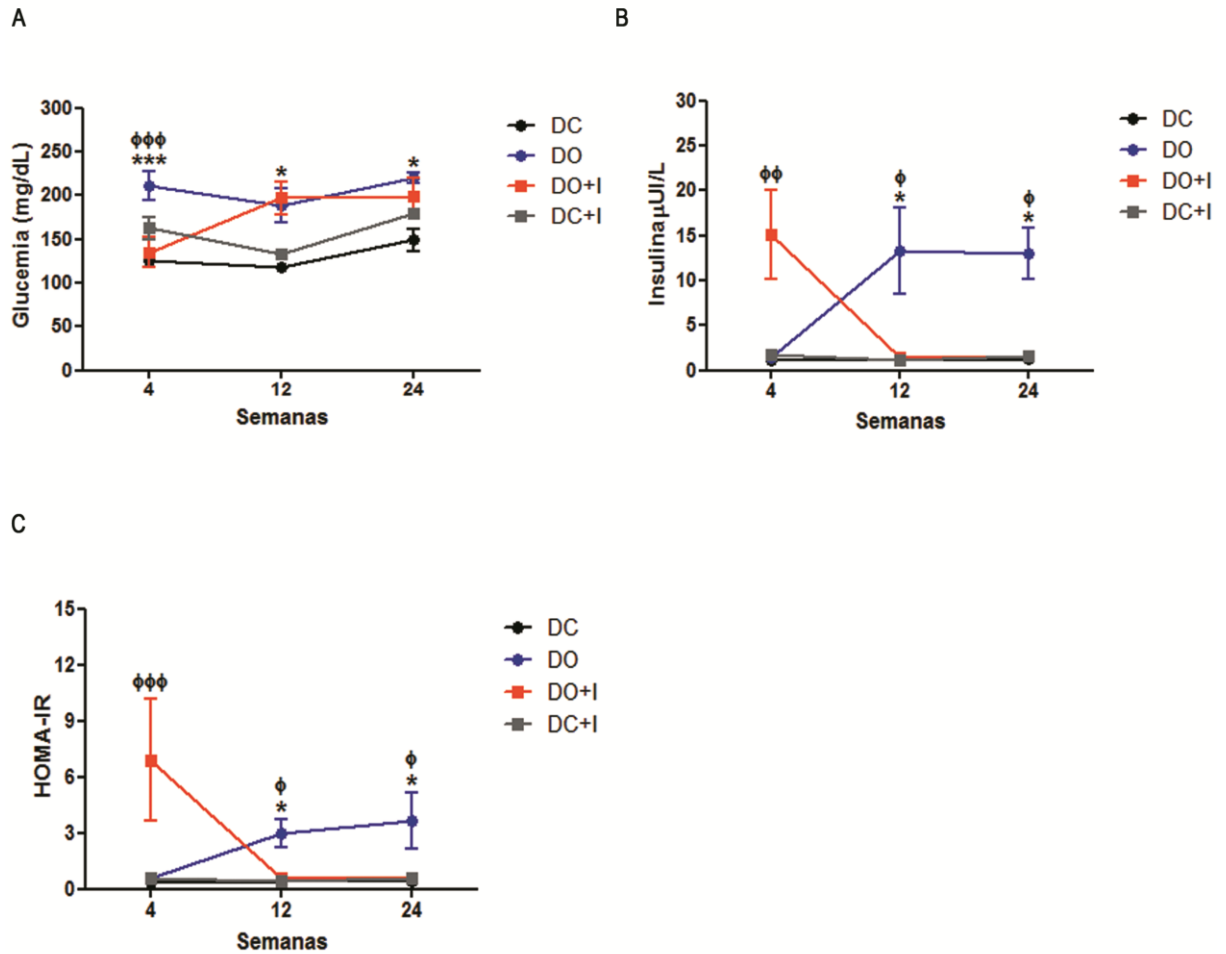 A
Glucemia (mg/dL)
300
250
200
150
100
50
0
ϕϕϕ
***
*
*
4 12 24
Semanas
DC
DO
DO+I
DC+I
B
Insulina µUI/L
30
25
20
15
10
5
0
ϕϕ
ϕ
*
ϕ
*
4 12 24
Semanas
DC
DO
DO+I
DC+I
C
HOMA-IR
15
12
9
6
3
0
ϕϕϕ
ϕ
*
ϕ
*
4 12 24
Semanas
DC
DO
DO+I
DC+I